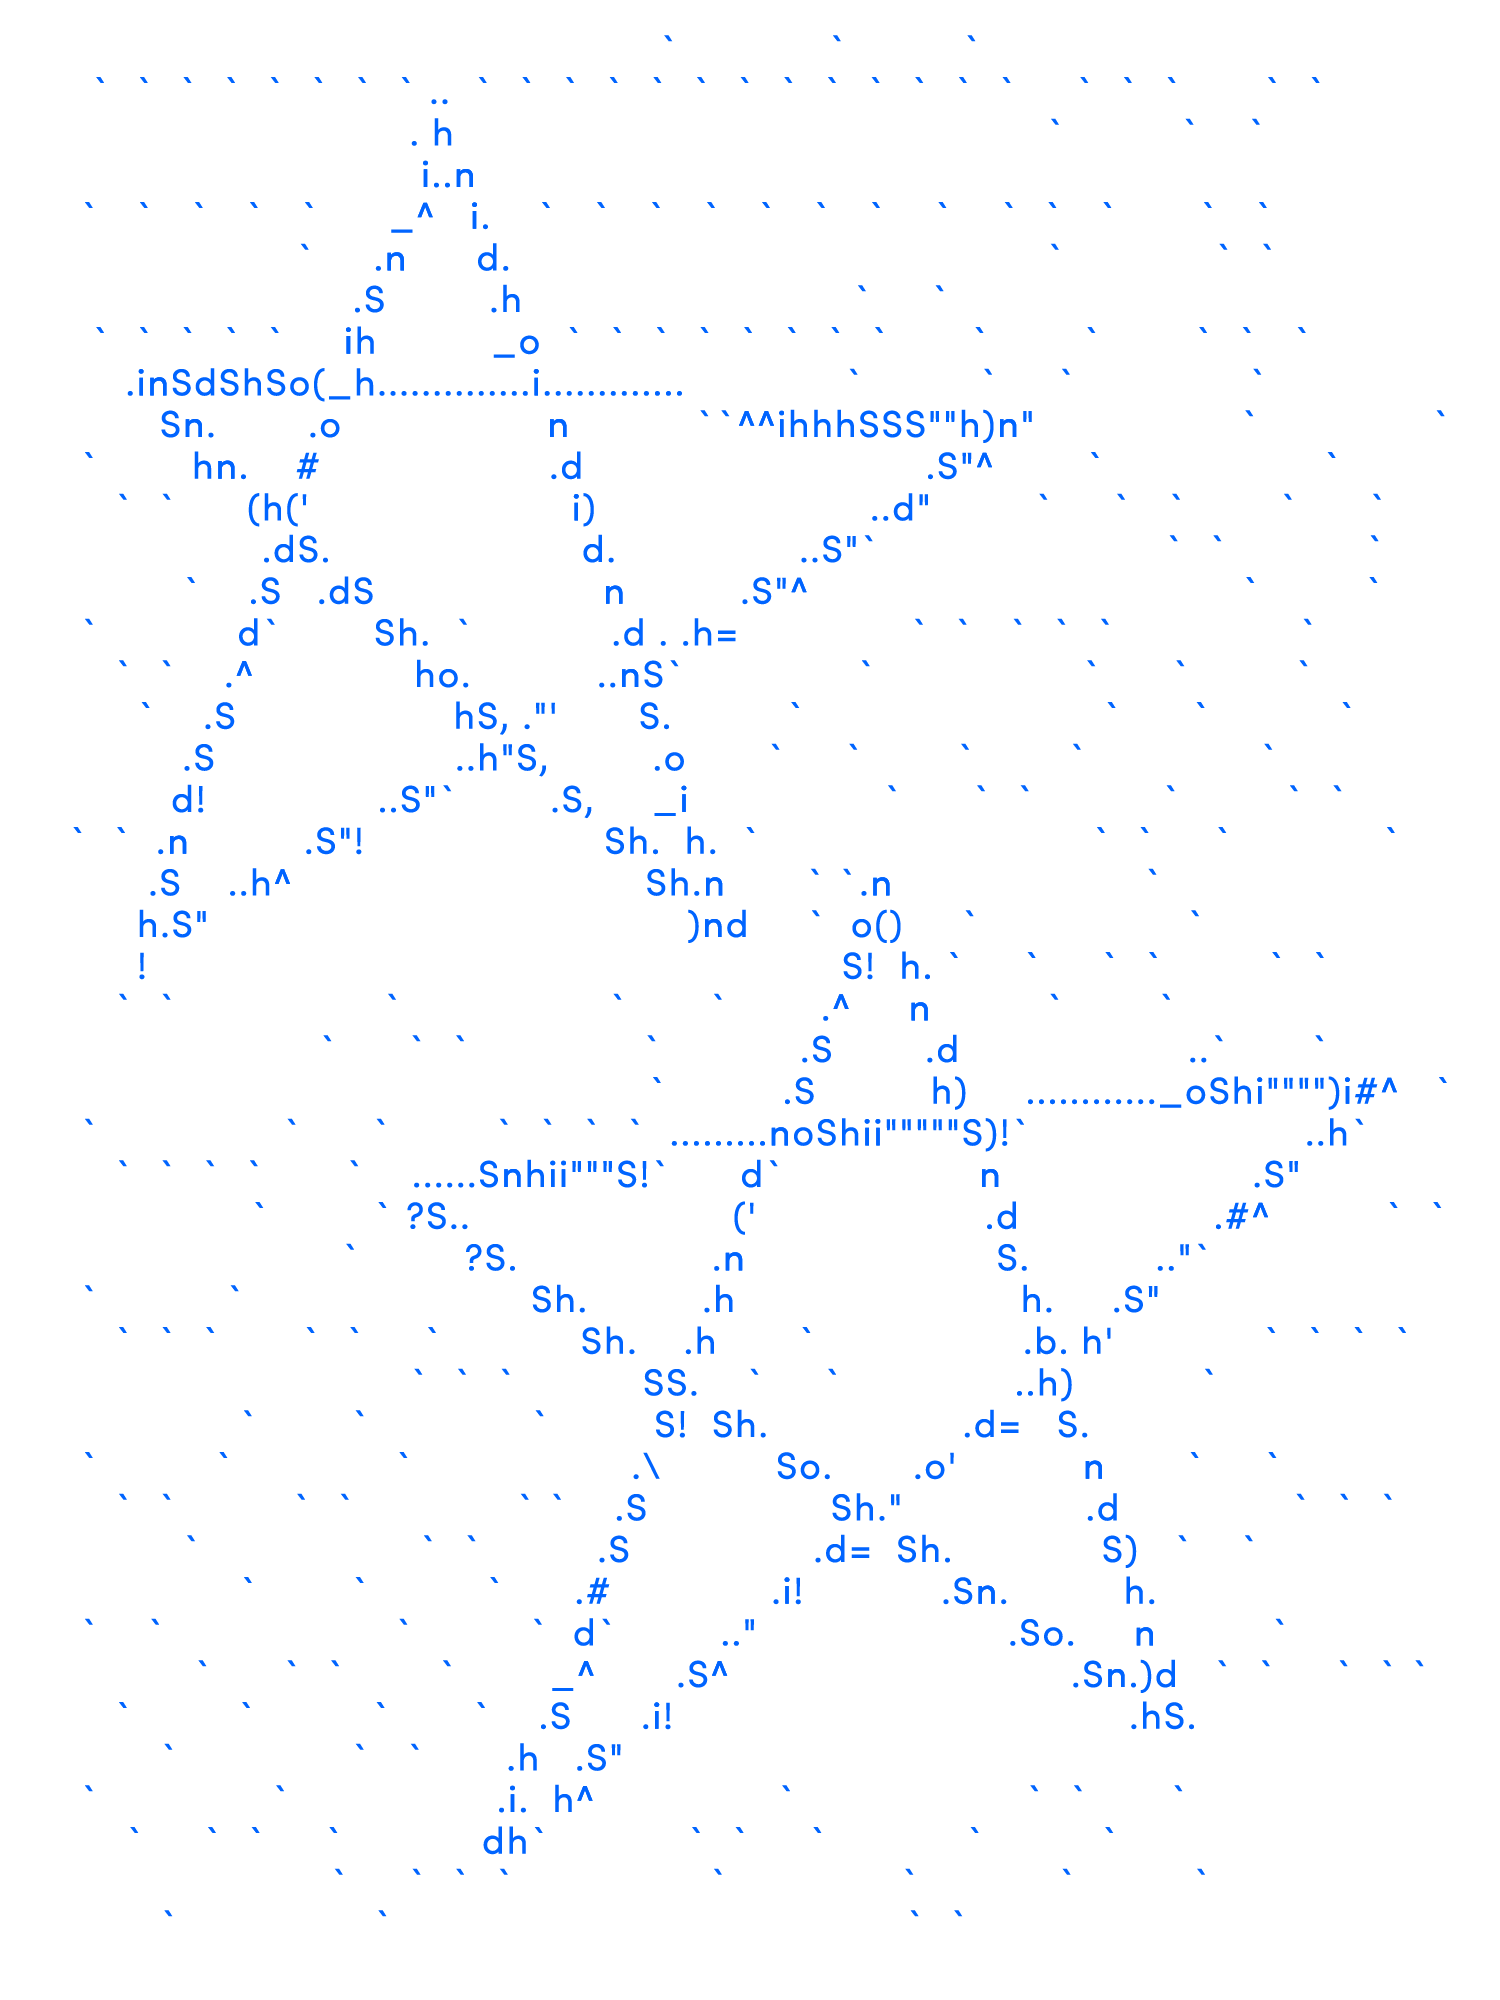 ` ` `
` ` ` ` ` ` ` ` ` ` ` ` ` ` ` ` ` ` ` ` ` ` ` ` ` ` `
..
. h ` ` `
i..n
` ` ` ` ` _^ i. ` ` ` ` ` ` ` ` ` ` ` ` `
` .n d. ` ` `
.S .h ` `
` ` ` ` ` ih _o ` ` ` ` ` ` ` ` ` ` ` ` `
.inSdShSo(_h..............i............. ` ` ` `
Sn. .o n ``^^ihhhSSS""h)n" ` `
` hn. # .d .S"^ ` `
` ` (h(' i) ..d" ` ` ` ` `
.dS. d. ..S"` ` ` `
` .S .dS n .S"^ ` `
` d` Sh. ` .d . .h= ` ` ` ` ` `
` ` .^ ho. ..nS` ` ` ` `
` .S hS, ."' S. ` ` ` `
.S ..h"S, .o ` ` ` ` `
d! ..S"` .S, _i ` ` ` ` ` `
` ` .n .S"! Sh. h. ` ` ` ` `
.S ..h^ Sh.n ` `.n `
h.S" )nd ` o() ` `
! S! h. ` ` ` ` ` `
` ` ` ` ` .^ n ` `
` ` ` ` .S .d ..` `
` .S h) ............_oShi"""")i#^ `
` ` ` ` ` ` ` .........noShii"""""S)!` ..h`
` ` ` ` ` ......Snhii"""S!` d` n .S"
` ` ?S.. (' .d .#^ ` `
` ?S. .n S. .."`
` ` Sh. .h h. .S"
` ` ` ` ` ` Sh. .h ` .b. h' ` ` ` `
` ` ` SS. ` ` ..h) `
` ` ` S! Sh. .d= S.
` ` ` .\ So. .o' n ` `
` ` ` ` ` ` .S Sh." .d ` ` `
` ` ` .S .d= Sh. S) ` `
` ` ` .# .i! .Sn. h.
` ` ` ` d` .." .So. n `
` ` ` ` _^ .S^ .Sn.)d ` ` ` ` `
` ` ` ` .S .i! .hS.
` ` ` .h .S"
` ` .i. h^ ` ` ` `
` ` ` ` dh` ` ` ` ` `
` ` ` ` ` ` ` `
` ` ` `